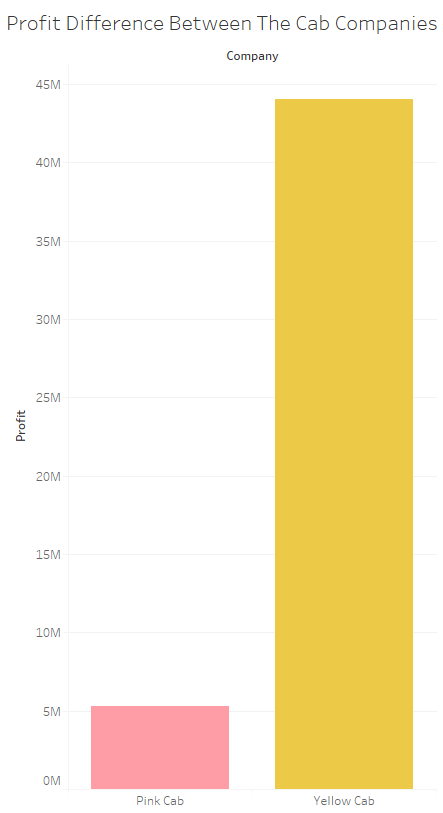 Profit Difference Between The Cab Companies
Company
45M
40M
35M
30M
25M
20M
15M
10M
5M
0M
Profit
Pink Cab
Yellow Cab